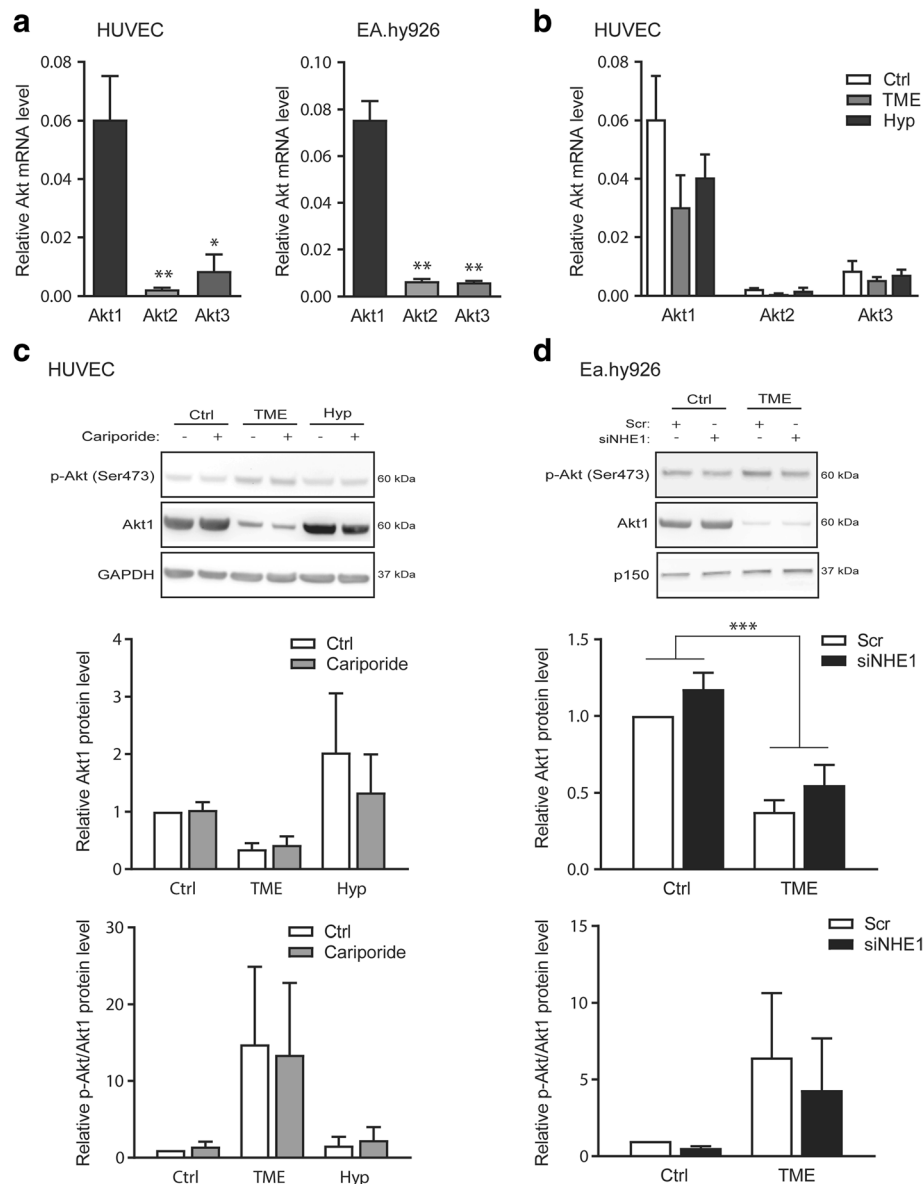 a
HUVEC
EA.hy926
Relative Akt mRNA level
0.08
0.06
0.04
0.02
0.00
**
*
Akt1 Akt2 Akt3
Relative Akt mRNA level
0.10
0.08
0.06
0.04
0.02
0.00
** **
Akt1 Akt2 Akt3
b
HUVEC
Relative Akt mRNA level
0.08
0.06
0.04
0.02
0.00
Ctrl
TME
Hyp
Akt1 Akt2 Akt3
c
HUVEC
Ctrl TME Hyp
Cariporide: - + - + - +
p-Akt (Ser473) 60 kDa
Akt1 60 kDa
GAPDH 37 kDa
Relative Akt1 protein level
4
3
2
1
0
Ctrl
Cariporide
Ctrl TME Hyp
Relative p-Akt/Akt1 protein level
30
20
10
0
Ctrl
Cariporide
Ctrl TME Hyp
d
Ea.hy926
Ctrl TME
Scr: + - + -
siNHE1: - + - +
p-Akt (Ser473) 60 kDa
Akt1 60 kDa
p150 37 kDa
Relative Akt1 protein level
1.5
1.0
0.5
0.0
***
Scr
siNHE1
Ctrl TME
Relative p-Akt/Akt1 protein level
15
10
5
0
Scr
siNHE1
Ctrl TME